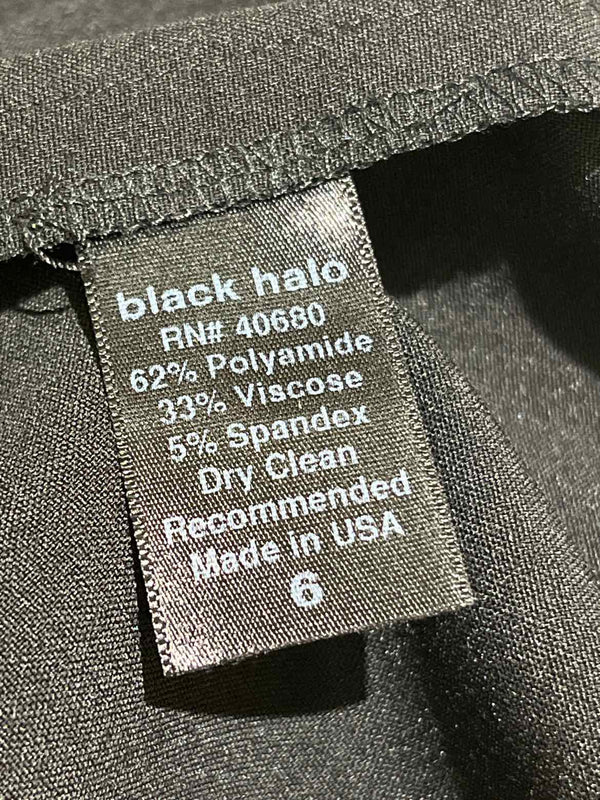 black halo
RN# 40680
62% Polyamide
33% Viscose
5% Spandex
Dry Clean
Recommended
Made in USA
6